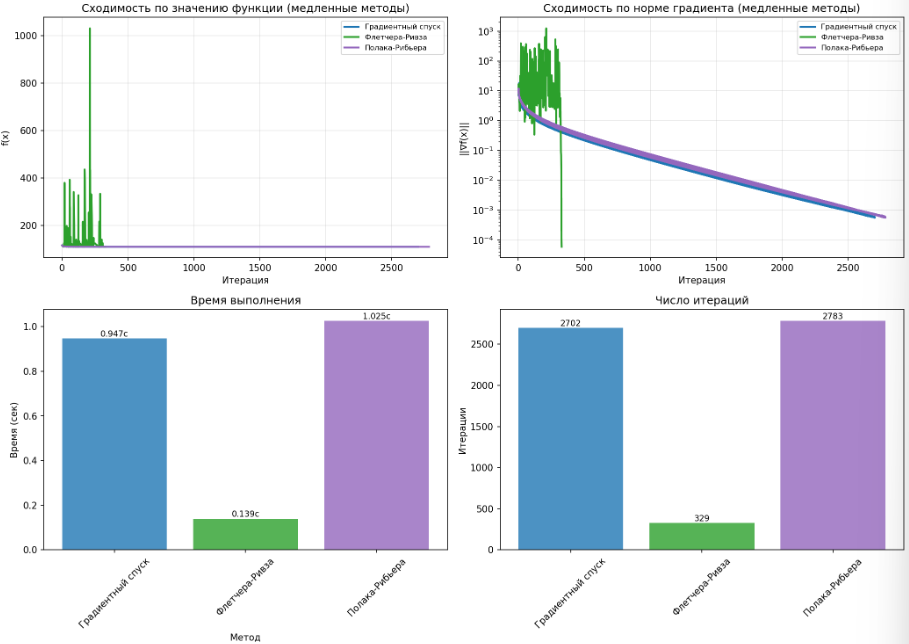 Сходимость по значению функции (медленные методы)
f(x)
1000
800
600
400
200
0
500
1000
1500
2000
2500
Итерация
Градиентный спуск
Флетчера-Ривза
Полака-Рибьера
Сходимость по норме градиента (медленные методы)
||∇f(x)||
10³
10²
10¹
10⁰
10⁻¹
10⁻²
10⁻³
10⁻⁴
0
500
1000
1500
2000
2500
Итерация
Градиентный спуск
Флетчера-Ривза
Полака-Рибьера
Время выполнения
Время (сек)
1.0
0.8
0.6
0.4
0.2
0.0
0.947с
0.139с
1.025с
Градиентный спуск
Флетчера-Ривза
Полака-Рибьера
Метод
Число итераций
Итерации
2500
2000
1500
1000
500
0
2702
329
2783
Градиентный спуск
Флетчера-Ривза
Полака-Рибьера